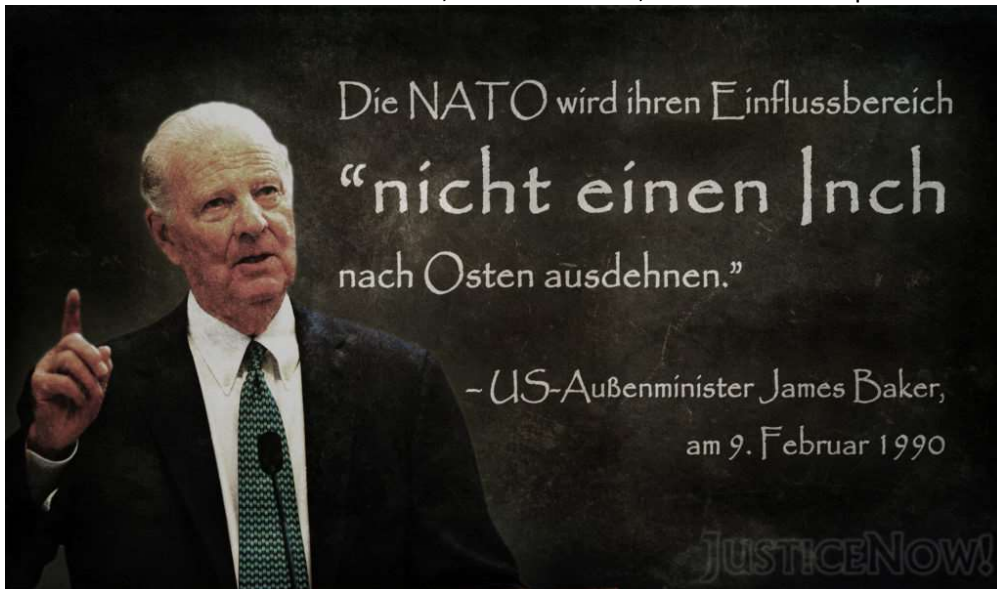 Die NATO wird ihren Einflussbereich
“nicht einen Inch
nach Osten ausdehnen.”
– US-Außenminister James Baker,
am 9. Februar 1990
JUSTICENOW!